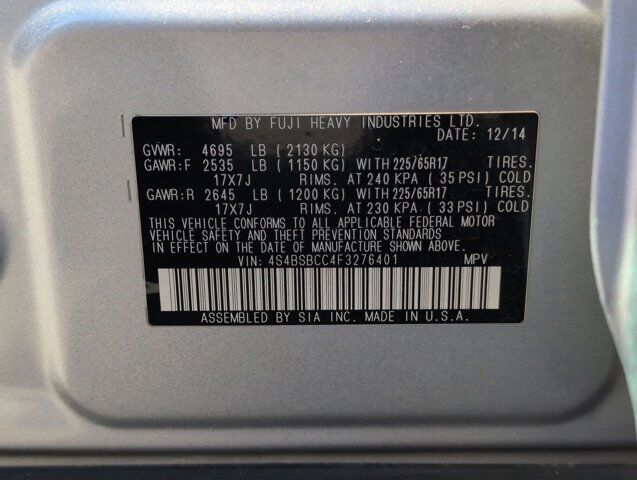 MFD BY FUJI HEAVY INDUSTRIES LTD.
DATE: 12/14
GVWR: 4695 LB ( 2130 KG)
GAWR:F 2535 LB ( 1150 KG) WITH 225/65R17 TIRES.
17X7J RIMS. AT 240 KPA ( 35 PSI) COLD
GAWR:R 2645 LB ( 1200 KG) WITH 225/65R17 TIRES.
17X7J RIMS. AT 230 KPA ( 33 PSI) COLD
THIS VEHICLE CONFORMS TO ALL APPLICABLE FEDERAL MOTOR
VEHICLE SAFETY AND THEFT PREVENTION STANDARDS
IN EFFECT ON THE DATE OF MANUFACTURE SHOWN ABOVE.
VIN: 4S4BSBCC4F3276401 MPV
ASSEMBLED BY SIA INC. MADE IN U.S.A.